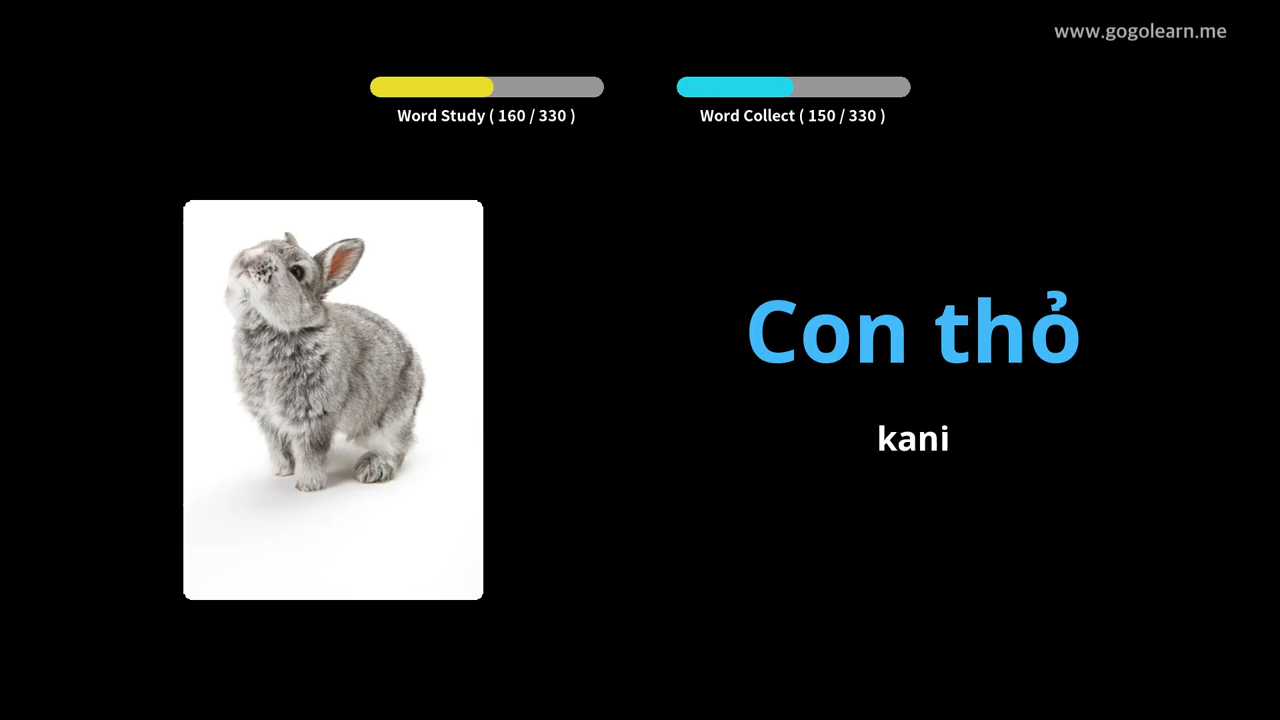 www.gogolearn.me
Word Study ( 160 / 330 )
Word Collect ( 150 / 330 )
Con thỏ
kani